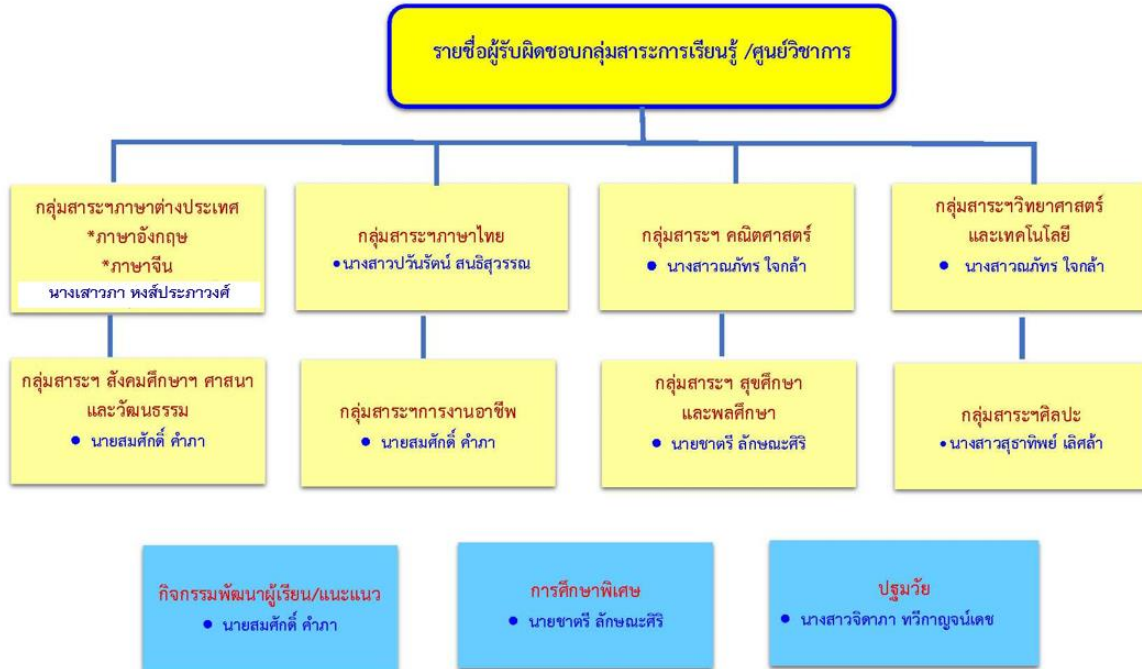 รายชื่อผู้รับผิดชอบกลุ่มสาระการเรียนรู้ /ศูนย์วิชาการ
กลุ่มสาระฯภาษาต่างประเทศ
*ภาษาอังกฤษ
*ภาษาจีน
นางเสาวภา หงส์ประภาวงศ์
กลุ่มสาระฯภาษาไทย
•นางสาวปวันรัตน์ สนธิสุวรรณ
กลุ่มสาระฯ คณิตศาสตร์
• นางสาวณภัทร ใจกล้า
กลุ่มสาระฯวิทยาศาสตร์
และเทคโนโลยี
• นางสาวณภัทร ใจกล้า
กลุ่มสาระฯ สังคมศึกษาฯ ศาสนา
และวัฒนธรรม
• นายสมศักดิ์ คำภา
กลุ่มสาระฯการงานอาชีพ
• นายสมศักดิ์ คำภา
กลุ่มสาระฯ สุขศึกษา
และพลศึกษา
• นายชาตรี ลักษณะศิริ
กลุ่มสาระฯศิลปะ
•นางสาวสุธาทิพย์ เลิศล้า
กิจกรรมพัฒนาผู้เรียน/แนะแนว
• นายสมศักดิ์ คำภา
การศึกษาพิเศษ
• นายชาตรี ลักษณะศิริ
ปฐมวัย
• นางสาวจิดาภา ทวีกาญจน์เดช